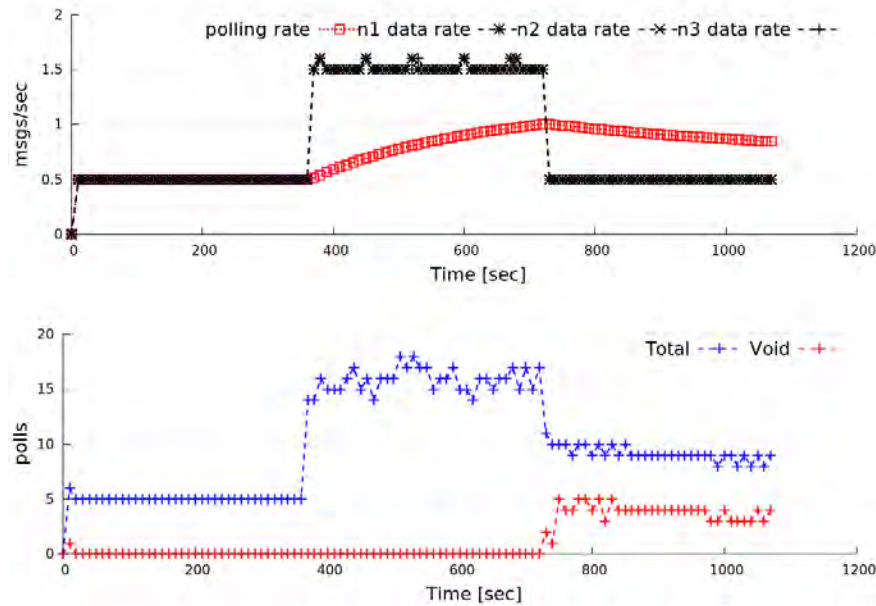 2
polling rate n1 data rate n2 data rate n3 data rate
1.5
1
0.5
0
msgs/sec
0 200 400 600 800 1000 1200
Time [sec]
20
Total Void
15
10
5
0
polls
0 200 400 600 800 1000 1200
Time [sec]